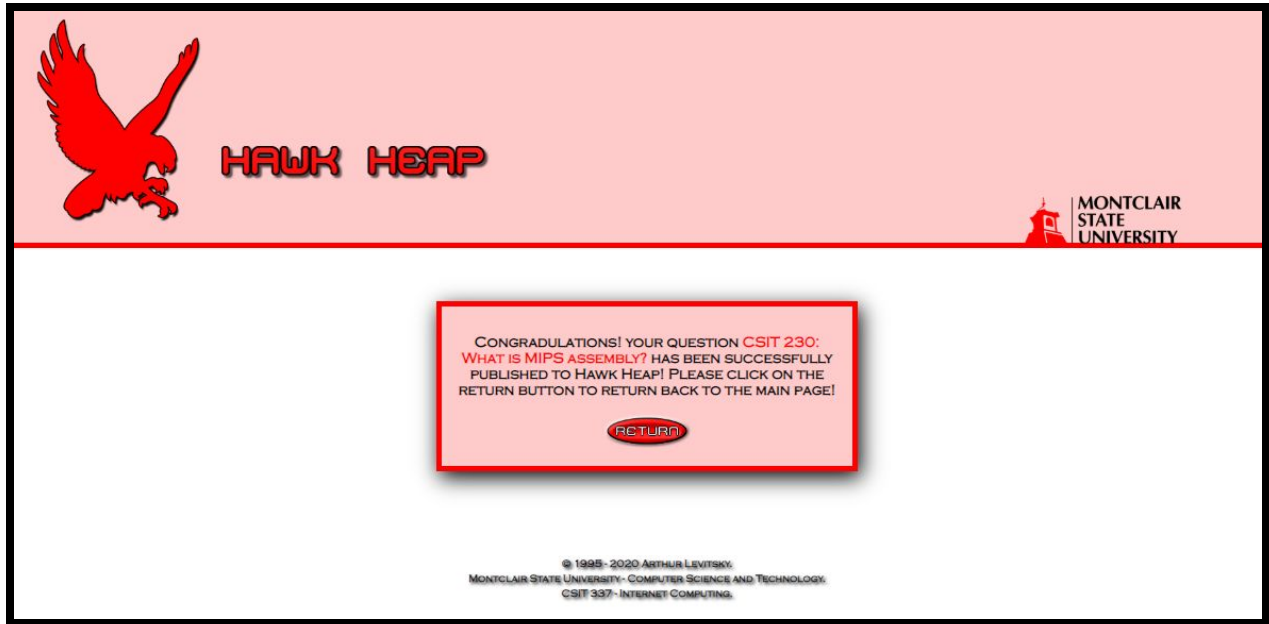 HAWK HEAP
MONTCLAIR
STATE
UNIVERSITY
CONGRADULATIONS! YOUR QUESTION CSIT 230:
WHAT IS MIPS ASSEMBLY? HAS BEEN SUCCESSFULLY
PUBLISHED TO HAWK HEAP! PLEASE CLICK ON THE
RETURN BUTTON TO RETURN BACK TO THE MAIN PAGE!
RETURN
© 1995 - 2020 ARTHUR LEVITSKY.
MONTCLAIR STATE UNIVERSITY - COMPUTER SCIENCE AND TECHNOLOGY.
CSIT 337 - INTERNET COMPUTING.